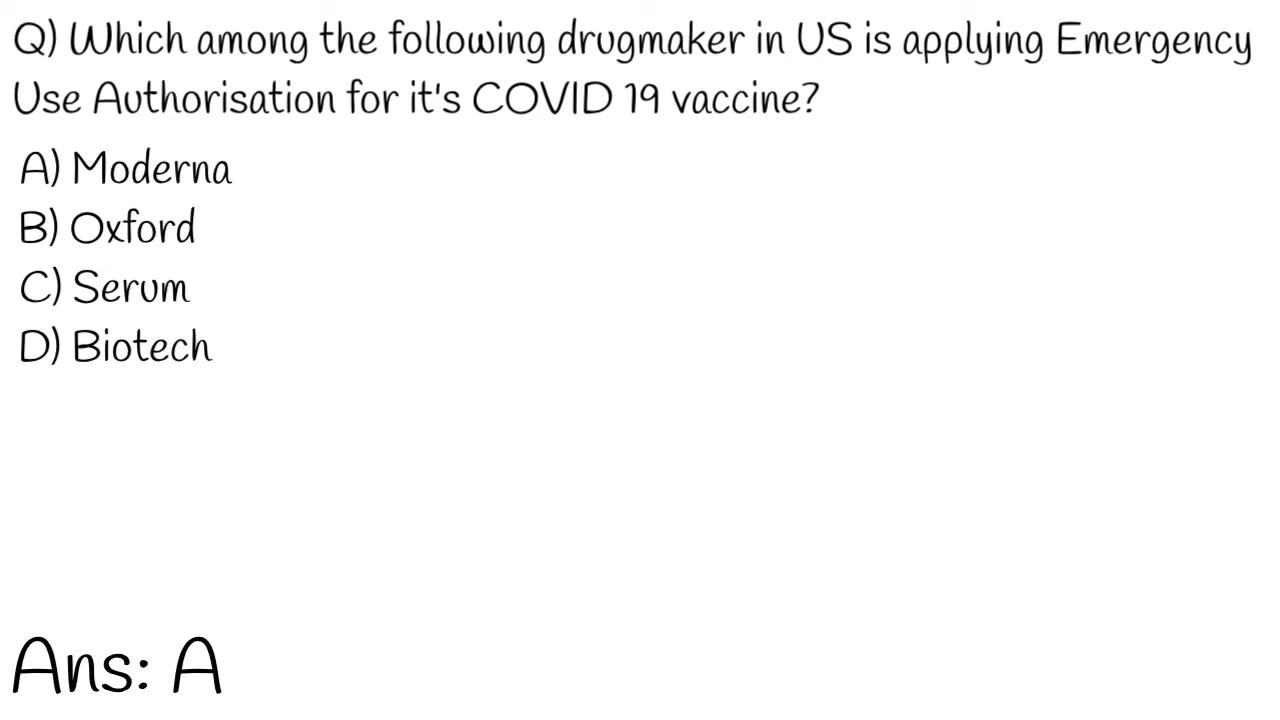 Q) Which among the following drugmaker in US is applying Emergency
Use Authorisation for it's COVID 19 vaccine?
A) Moderna
B) Oxford
C) Serum
D) Biotech
Ans: A